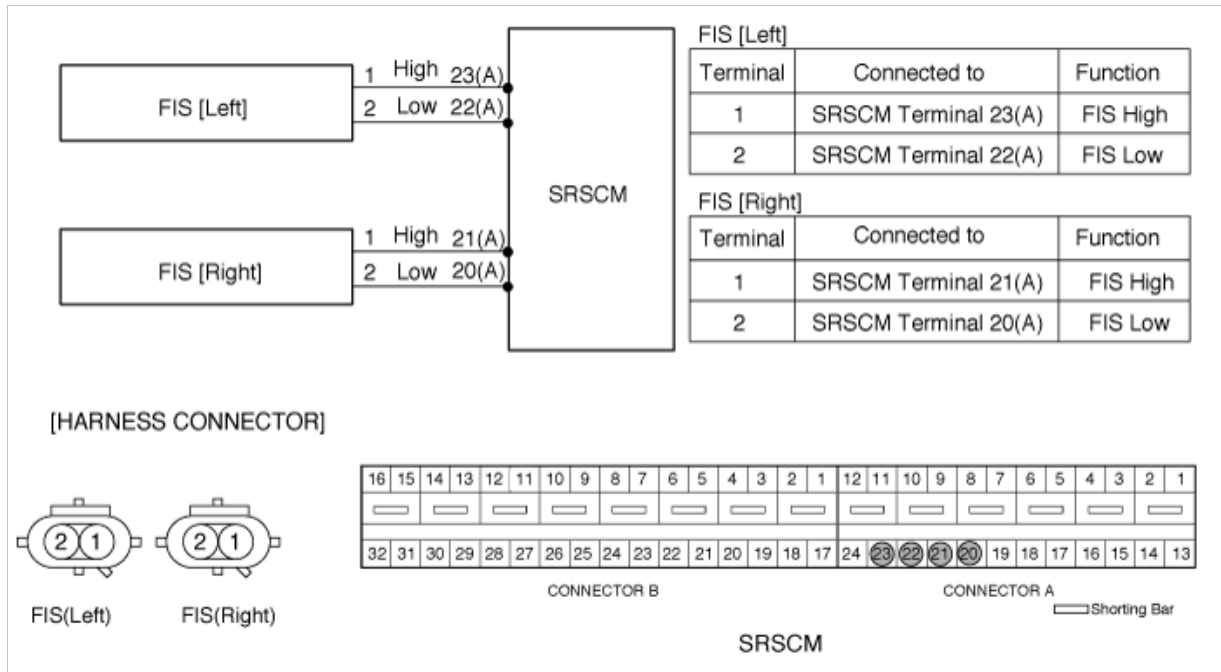 1 High 23(A)
FIS [Left]
2 Low 22(A)
SRSCM
1 High 21(A)
FIS [Right]
2 Low 20(A)
FIS [Left]
Terminal Connected to Function
1 SRSCM Terminal 23(A) FIS High
2 SRSCM Terminal 22(A) FIS Low
FIS [Right]
Terminal Connected to Function
1 SRSCM Terminal 21(A) FIS High
2 SRSCM Terminal 20(A) FIS Low
[HARNESS CONNECTOR]
2 1
FIS(Left)
2 1
FIS(Right)
16 15 14 13 12 11 10 9 8 7 6 5 4 3 2 1 12 11 10 9 8 7 6 5 4 3 2 1
32 31 30 29 28 27 26 25 24 23 22 21 20 19 18 17 24 23 22 21 20 19 18 17 16 15 14 13
CONNECTOR B CONNECTOR A
Shorting Bar
SRSCM